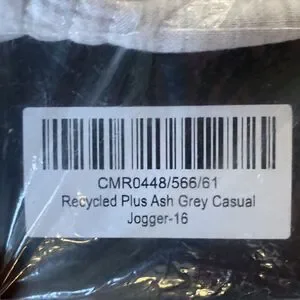 CMR0448/566/61
Recycled Plus Ash Grey Casual
Jogger-16